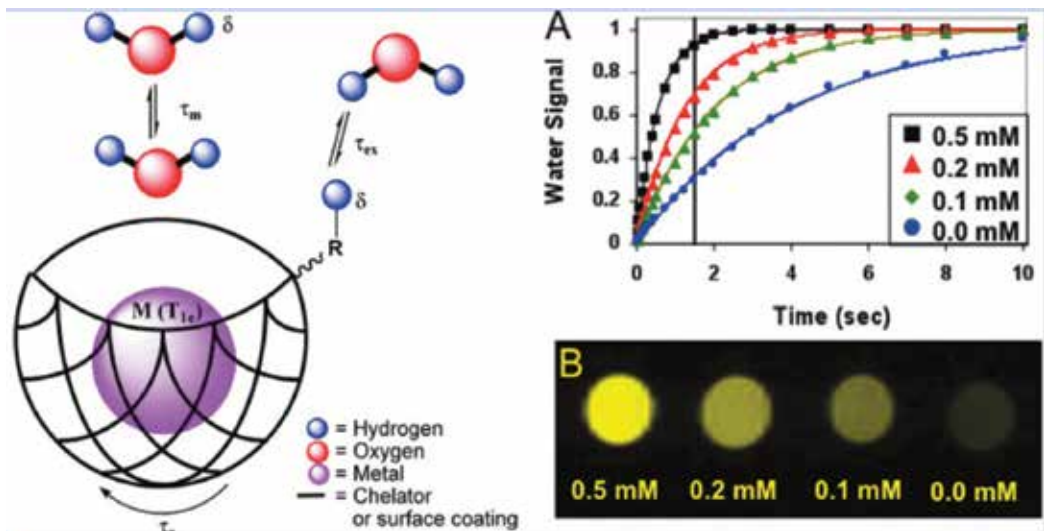 δ
τm
τex
δ
R
M (T1e)
= Hydrogen
= Oxygen
= Metal
= Chelator
or surface coating
A
Water Signal
1
0.8
0.6
0.4
0.2
0
0 2 4 6 8 10
Time (sec)
0.5 mM
0.2 mM
0.1 mM
0.0 mM
B
0.5 mM 0.2 mM 0.1 mM 0.0 mM